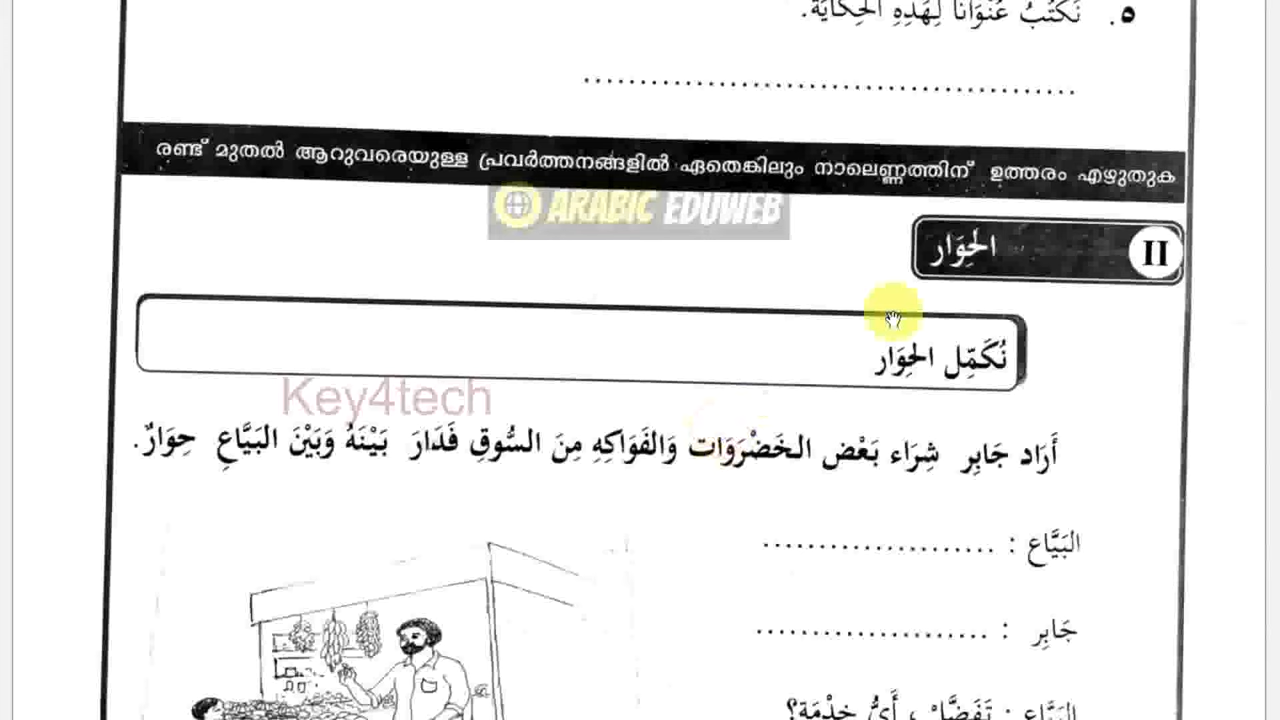 ٥. نَكْتُبُ عُنْوَانًا لِهَذِهِ الْحِكَايَةِ.
രണ്ട് മുതൽ ആറുവരെയുള്ള പ്രവർത്തനങ്ങളിൽ ഏതെങ്കിലും നാലെണ്ണത്തിന് ഉത്തരം എഴുതുക
ARABIC EDUWEB
II الحِوَار
نُكَمِّل الحِوَار
Key4tech
أَرَاد جَابِر شِرَاء بَعْض الخَضْرَوَات وَالفَوَاكِهِ مِنَ السُّوقِ فَدَارَ بَيْنَهُ وَبَيْنَ البَيَّاعِ حِوَارٌ.
البَيَّاع : .....................
جَابِر : .....................
البَيَّاع : تَفَضَّلْ ، أَيُّ خِدْمَة؟